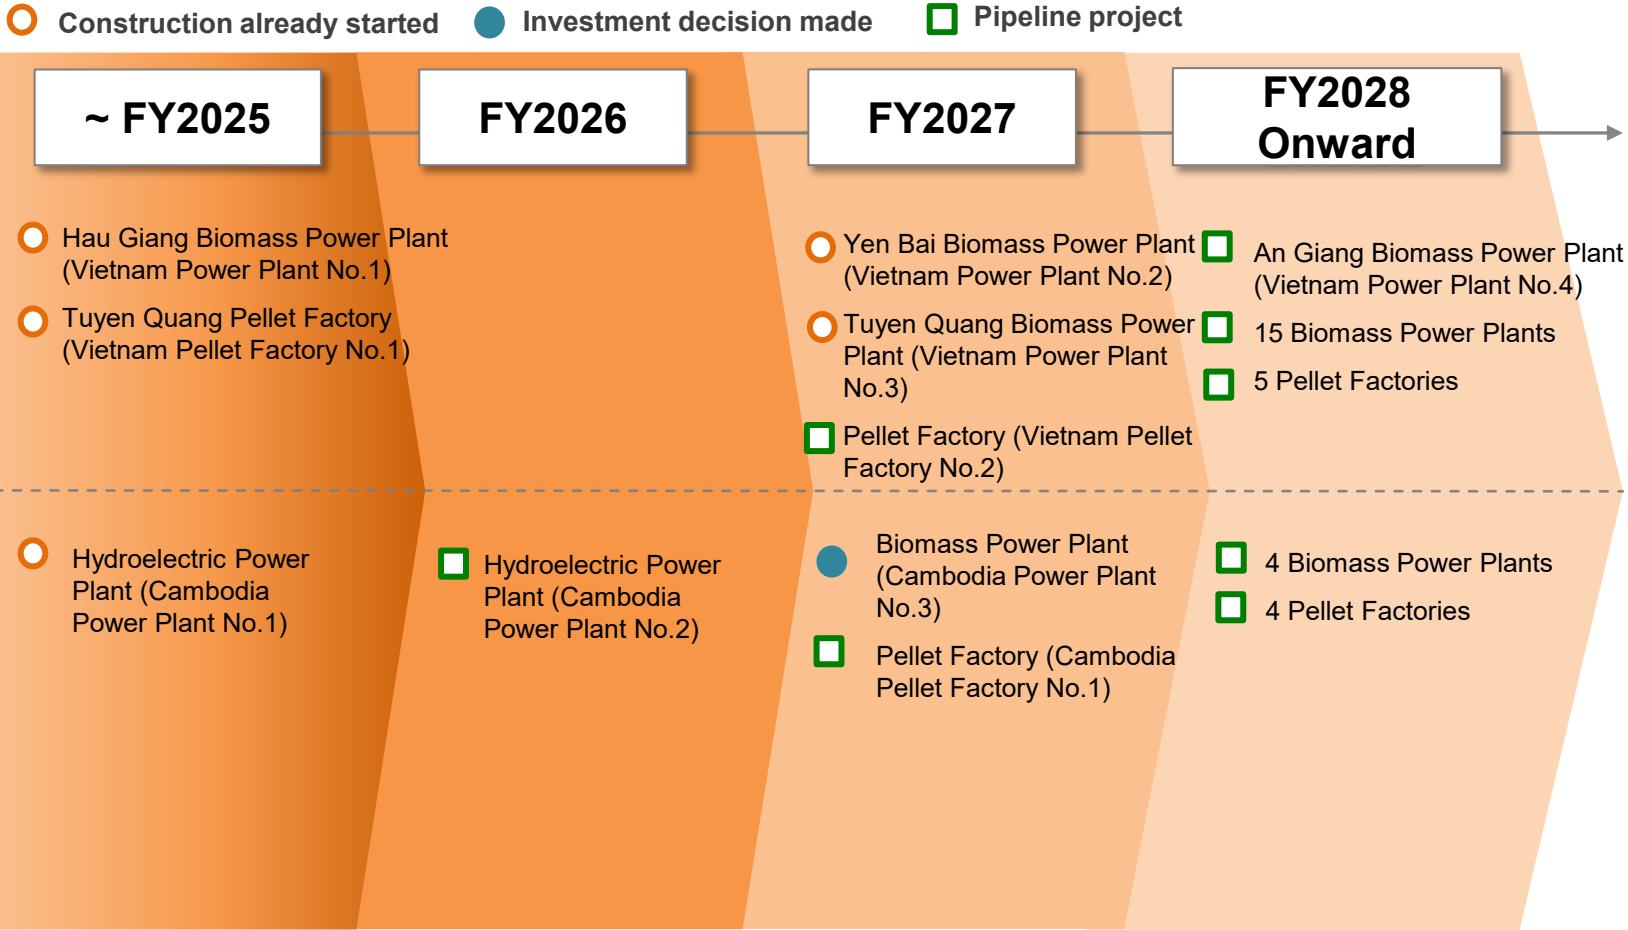 Construction already started
Investment decision made
Pipeline project
~ FY2025
FY2026
FY2027
FY2028
Onward
Hau Giang Biomass Power Plant
(Vietnam Power Plant No.1)
Tuyen Quang Pellet Factory
(Vietnam Pellet Factory No.1)
Yen Bai Biomass Power Plant
(Vietnam Power Plant No.2)
Tuyen Quang Biomass Power
Plant (Vietnam Power Plant
No.3)
Pellet Factory (Vietnam Pellet
Factory No.2)
An Giang Biomass Power Plant
(Vietnam Power Plant No.4)
15 Biomass Power Plants
5 Pellet Factories
Hydroelectric Power
Plant (Cambodia
Power Plant No.1)
Hydroelectric Power
Plant (Cambodia
Power Plant No.2)
Biomass Power Plant
(Cambodia Power Plant
No.3)
Pellet Factory (Cambodia
Pellet Factory No.1)
4 Biomass Power Plants
4 Pellet Factories